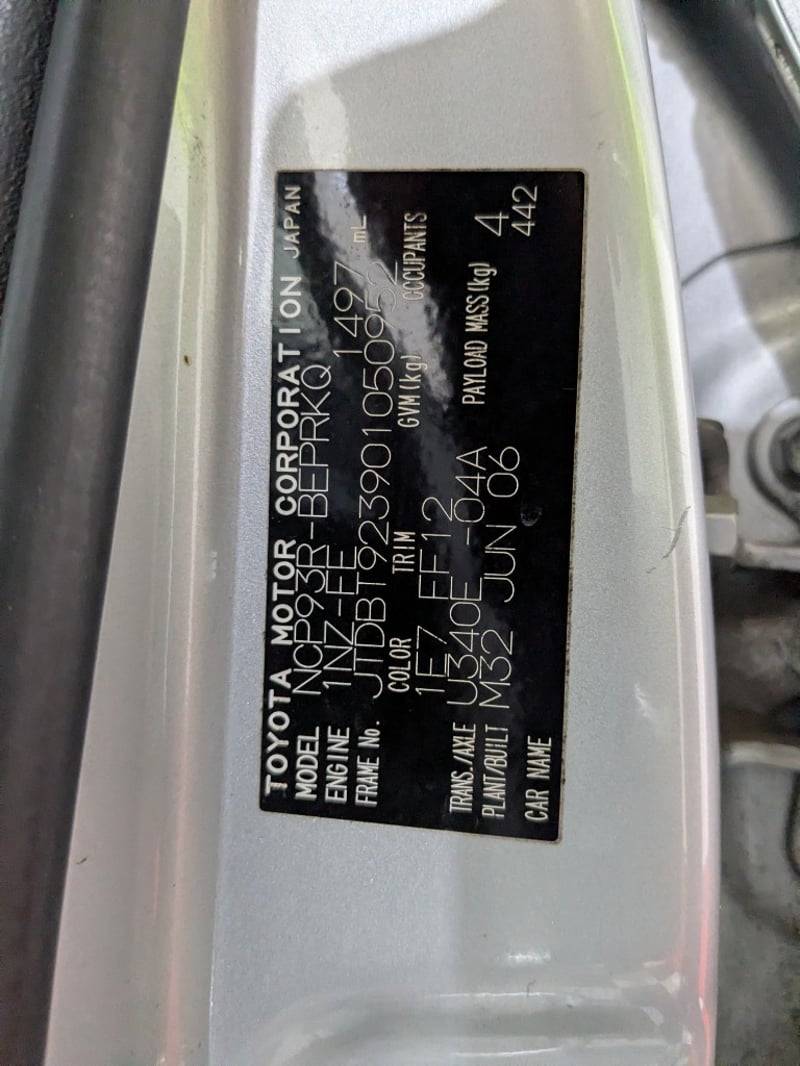 TOYOTA MOTOR CORPORATION JAPAN
MODEL NCP93R-BEPRKQ
ENGINE 1NZ-FE 1497 mL
FRAME No. JTDBT923901050952
COLOR TRIM GVM(kg) OCCUPANTS
1E7 FF12
TRANS./AXLE U340E -04A PAYLOAD MASS(kg) 4
PLANT/BUILT M32 JUN 06 442
CAR NAME